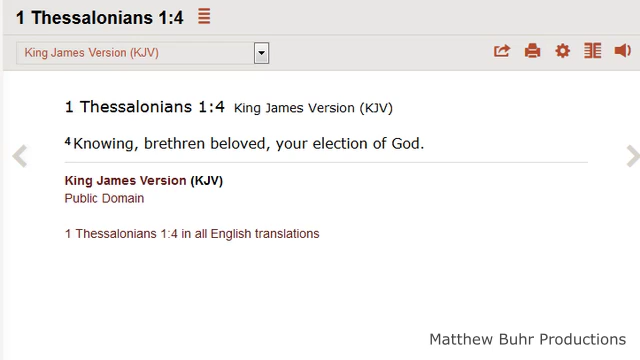 1 Thessalonians 1:4
King James Version (KJV)
1 Thessalonians 1:4 King James Version (KJV)
4 Knowing, brethren beloved, your election of God.
King James Version (KJV)
Public Domain
1 Thessalonians 1:4 in all English translations
Matthew Buhr Productions